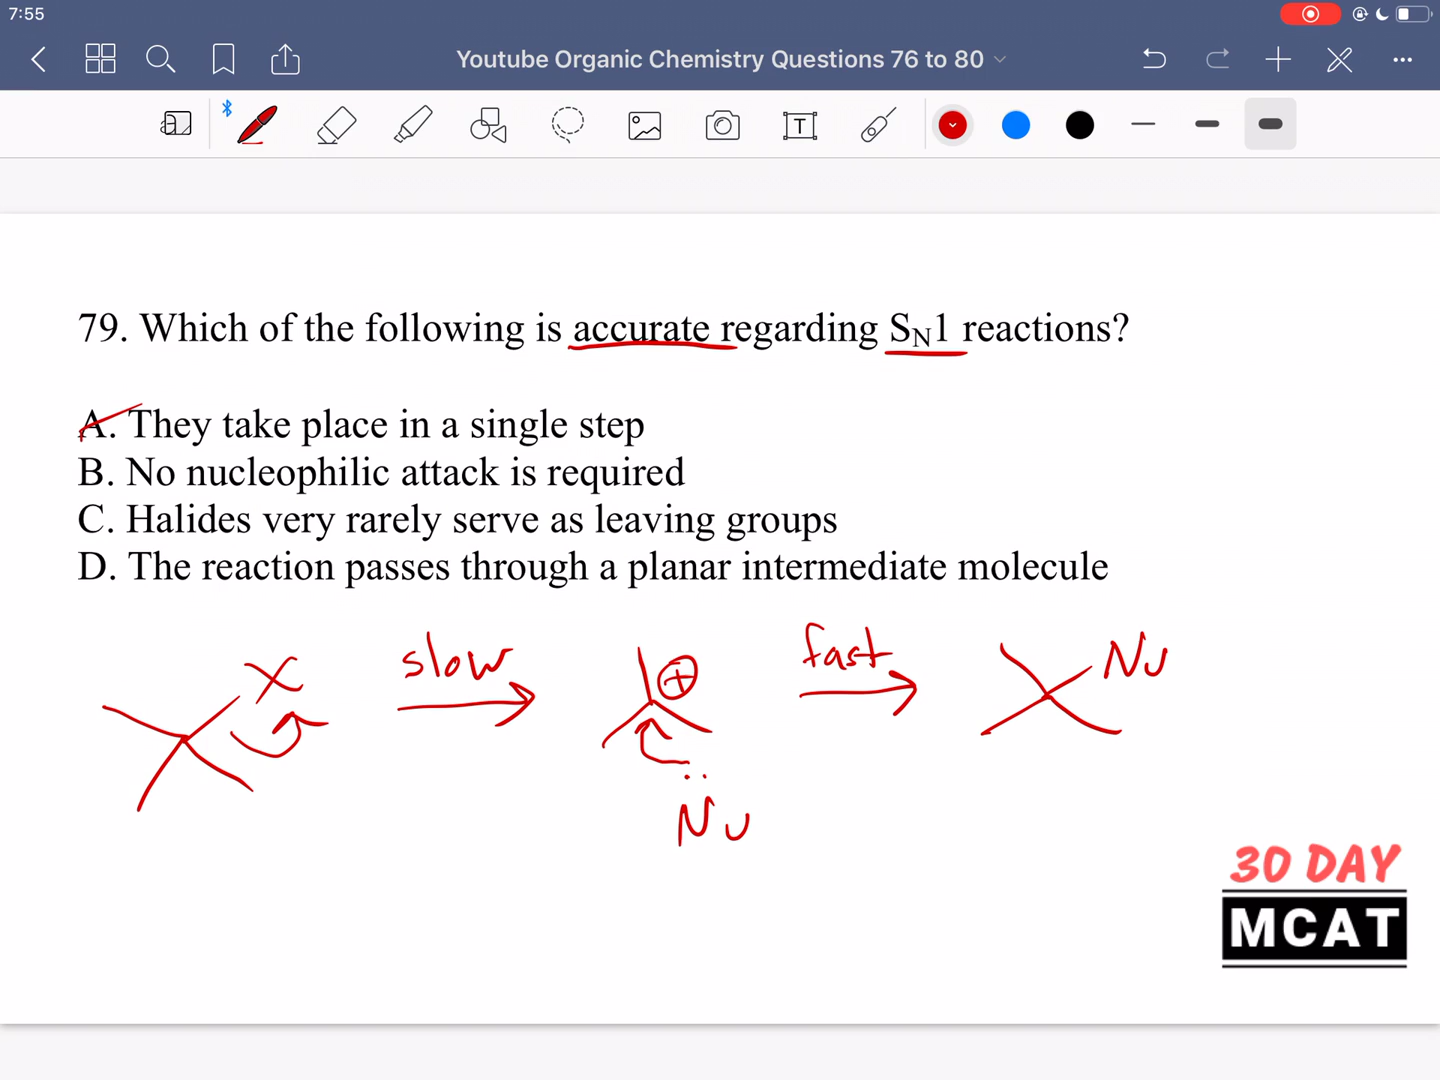 7:55
Youtube Organic Chemistry Questions 76 to 80
79. Which of the following is accurate regarding SN1 reactions?
A. They take place in a single step
B. No nucleophilic attack is required
C. Halides very rarely serve as leaving groups
D. The reaction passes through a planar intermediate molecule
X slow + fast Nu
Nu
30 DAY
MCAT